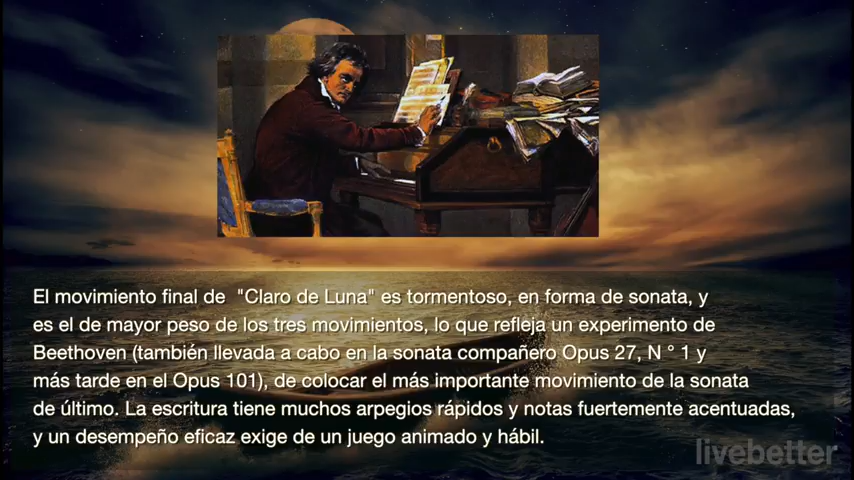 El movimiento final de  "Claro de Luna" es tormentoso, en forma de sonata, y
es el de mayor peso de los tres movimientos, lo que refleja un experimento de
Beethoven (también llevada a cabo en la sonata compañero Opus 27, N ° 1 y
más tarde en el Opus 101), de colocar el más importante movimiento de la sonata
de último. La escritura tiene muchos arpegios rápidos y notas fuertemente acentuadas,
y un desempeño eficaz exige de un juego animado y hábil.
livebetter